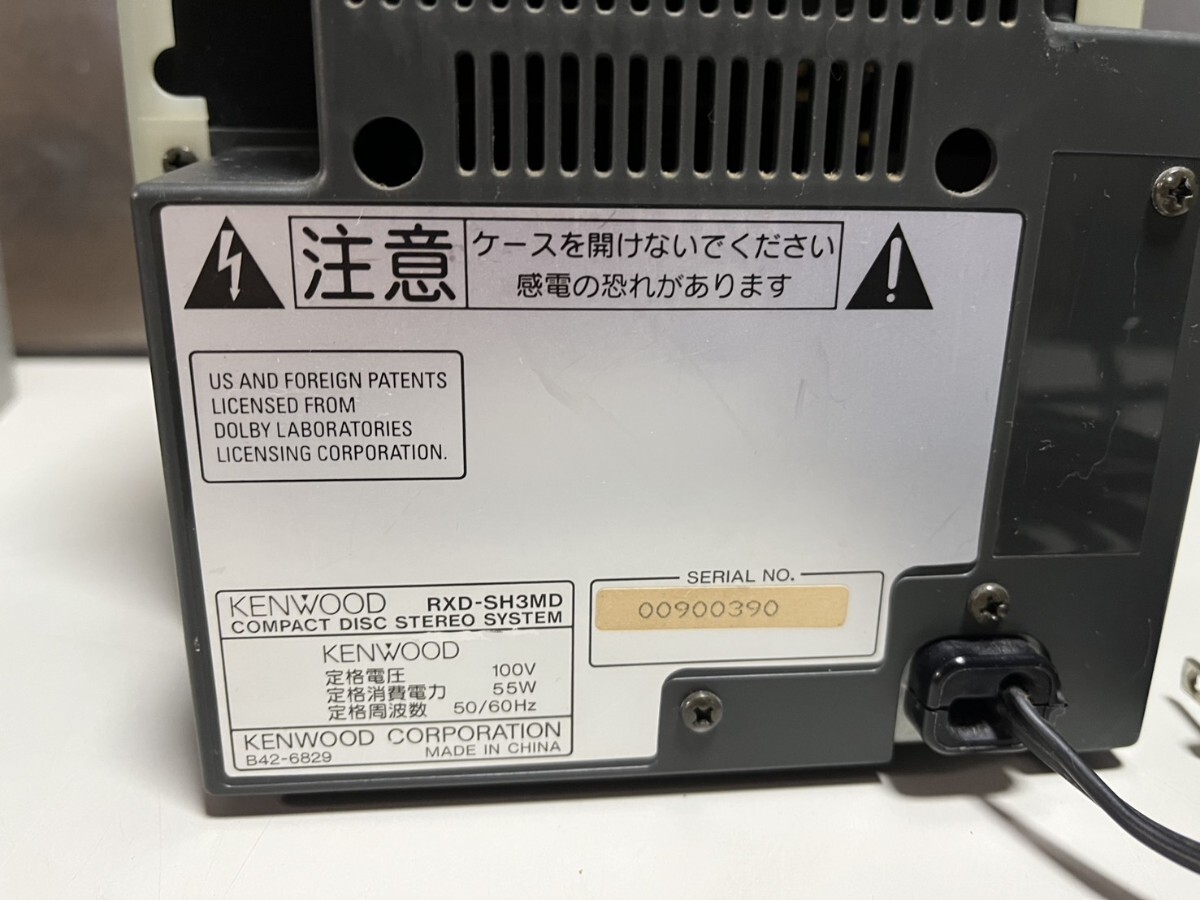 注意
ケースを開けないでください
感電の恐れがあります
US AND FOREIGN PATENTS
LICENSED FROM
DOLBY LABORATORIES
LICENSING CORPORATION.
KENWOOD RXD-SH3MD
COMPACT DISC STEREO SYSTEM
KENWOOD
定格電圧 100V
定格消費電力 55W
定格周波数 50/60Hz
KENWOOD CORPORATION
B42-6829 MADE IN CHINA
SERIAL NO.
00900390